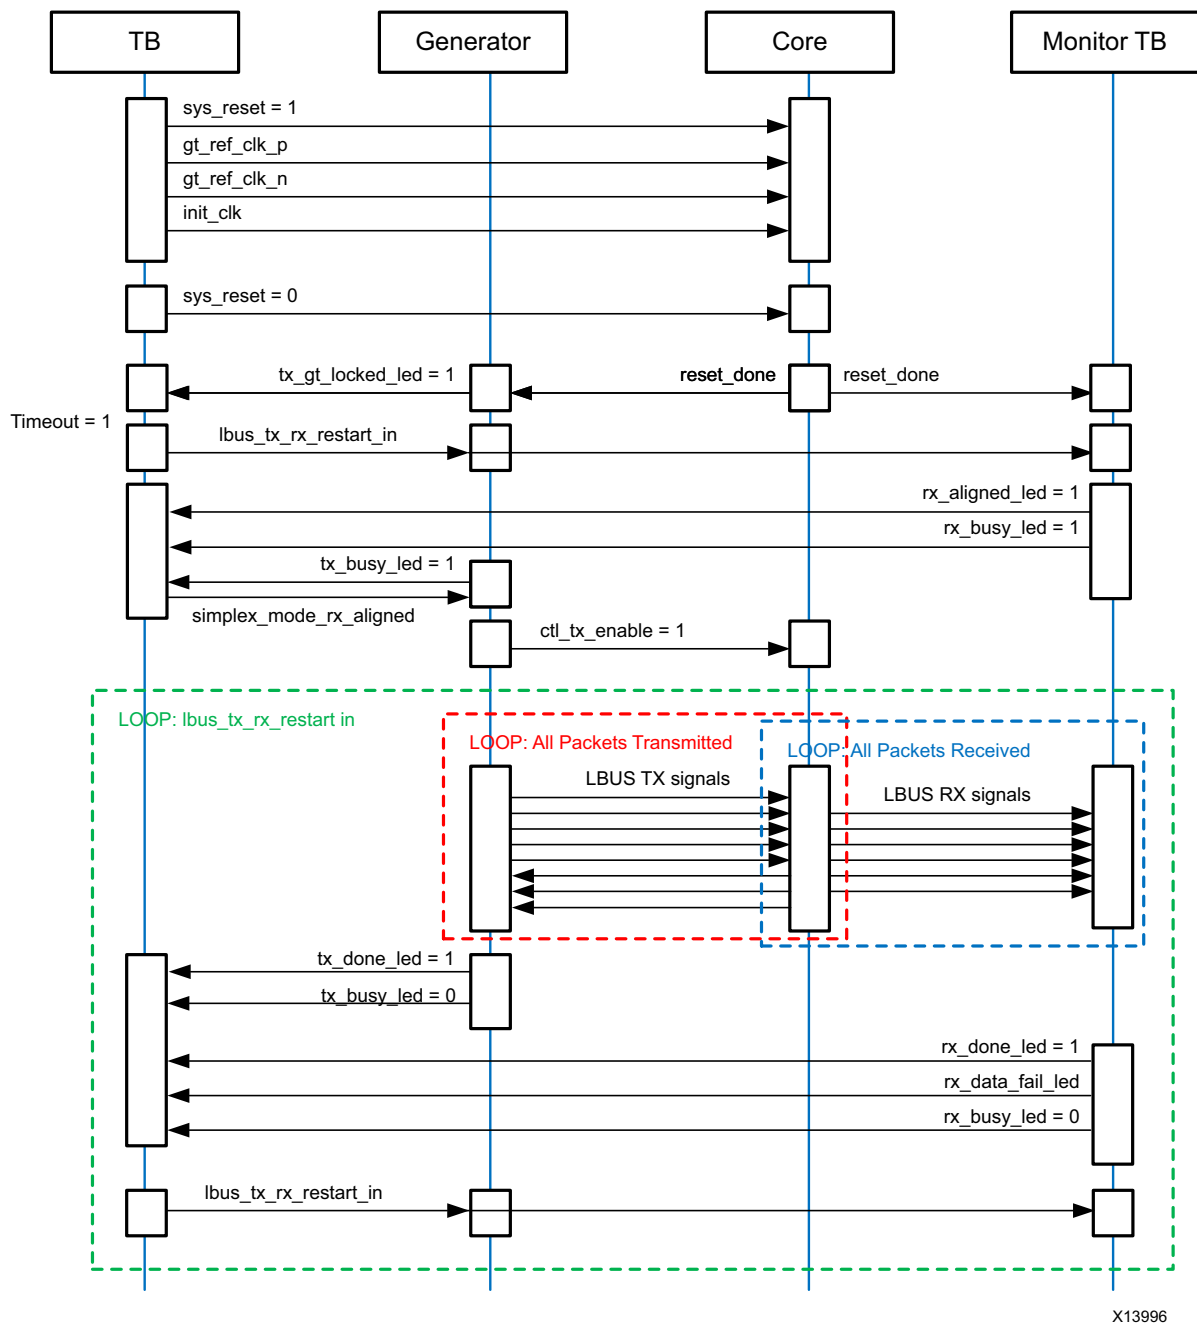 TB
Generator
Core
Monitor TB
sys_reset = 1
gt_ref_clk_p
gt_ref_clk_n
init_clk
sys_reset = 0
tx_gt_locked_led = 1
reset_done
reset_done
Timeout = 1
lbus_tx_rx_restart_in
rx_aligned_led = 1
rx_busy_led = 1
tx_busy_led = 1
simplex_mode_rx_aligned
ctl_tx_enable = 1
LOOP: lbus_tx_rx_restart in
LOOP: All Packets Transmitted
LOOP: All Packets Received
LBUS TX signals
LBUS RX signals
tx_done_led = 1
tx_busy_led = 0
rx_done_led = 1
rx_data_fail_led
rx_busy_led = 0
lbus_tx_rx_restart_in
X13996